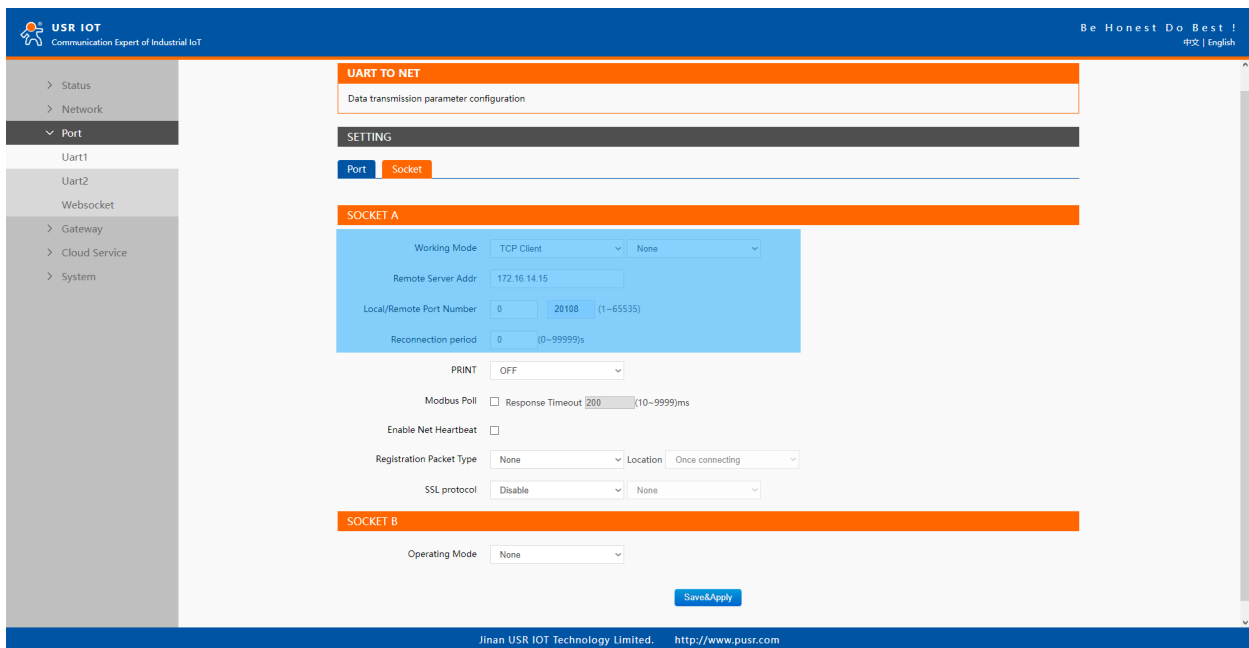 USR IOT
Communication Expert of Industrial IoT
Be Honest Do Best !
中文 | English
Status
Network
Port
Uart1
Uart2
Websocket
Gateway
Cloud Service
System
UART TO NET
Data transmission parameter configuration
SETTING
Port Socket
SOCKET A
Working Mode TCP Client None
Remote Server Addr 172.16.14.15
Local/Remote Port Number 0 20108 (1~65535)
Reconnection period 0 (0~99999)s
PRINT OFF
Modbus Poll Response Timeout 200 (10~9999)ms
Enable Net Heartbeat
Registration Packet Type None Location Once connecting
SSL protocol Disable None
SOCKET B
Operating Mode None
Save&Apply
Jinan USR IOT Technology Limited. http://www.pusr.com